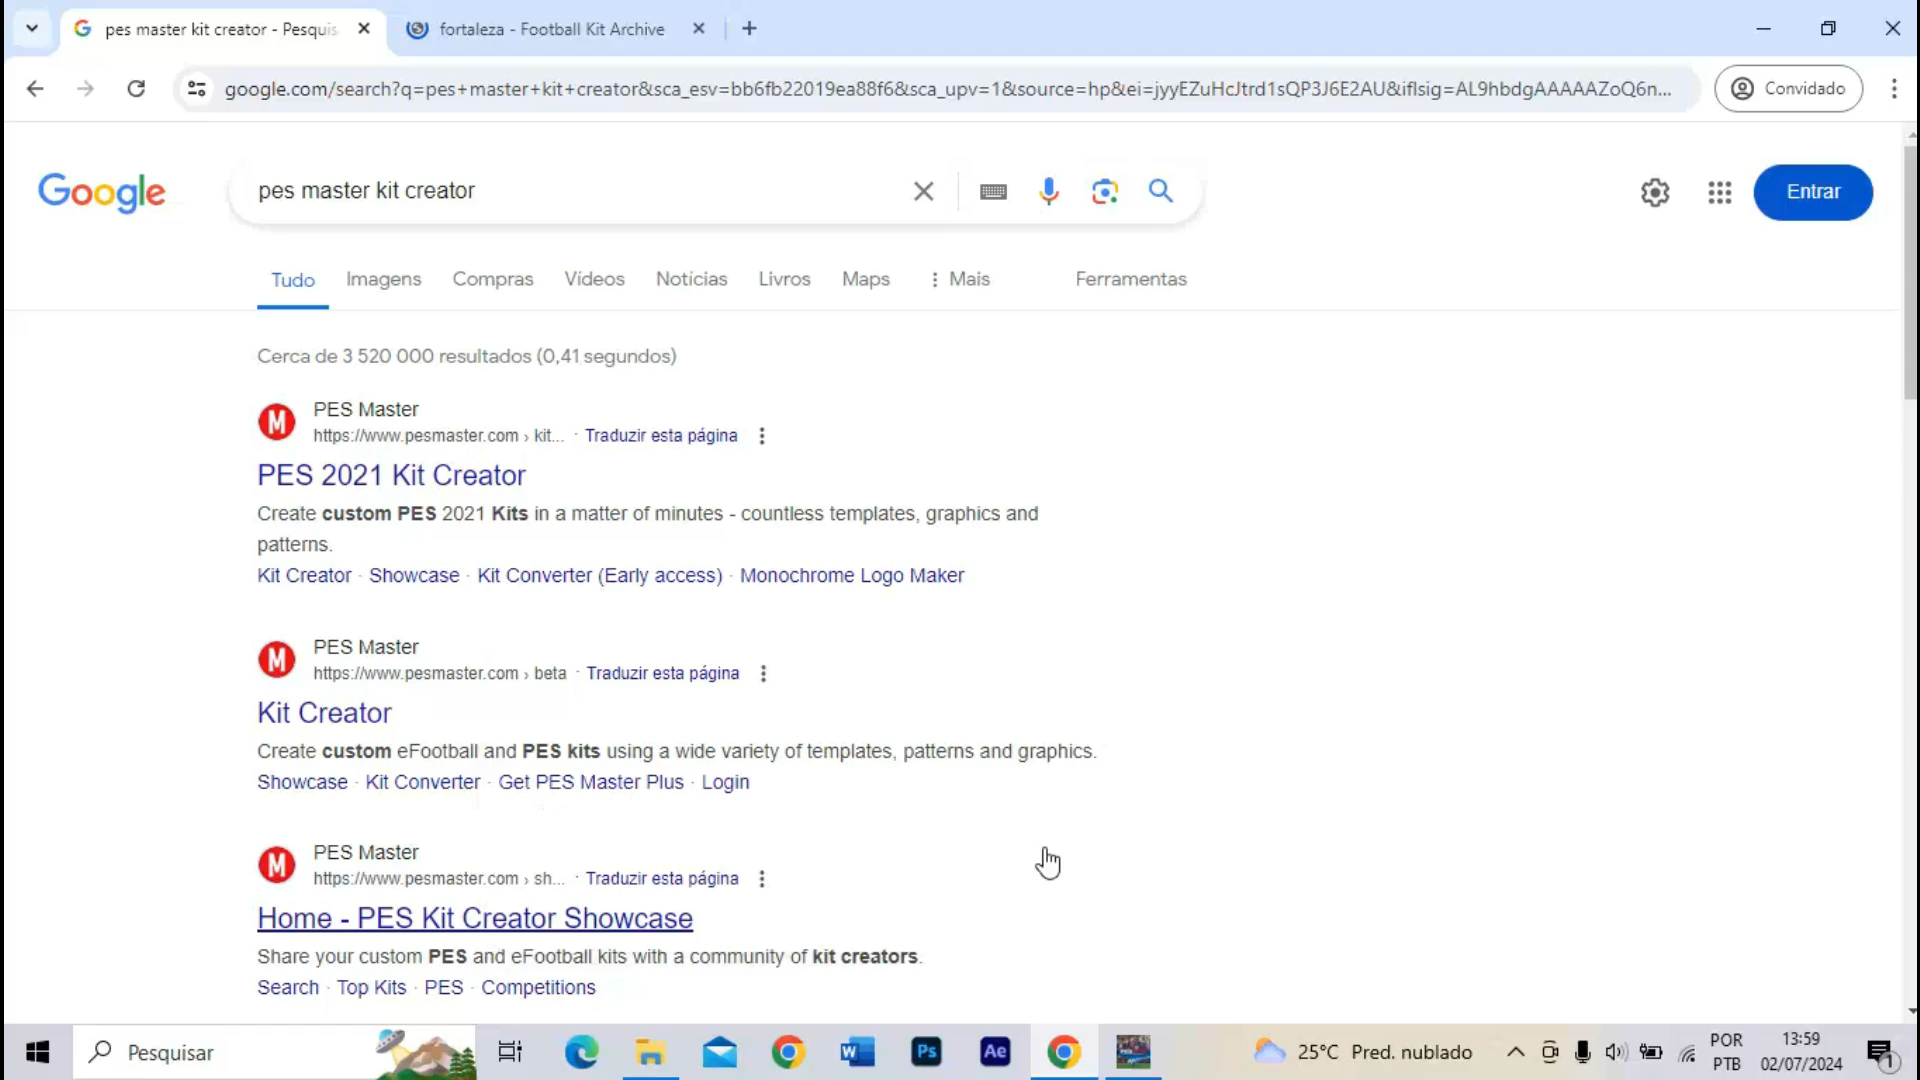 pes master kit creator - Pesquis
fortaleza - Football Kit Archive
google.com/search?q=pes+master+kit+creator&sca_esv=bb6fb22019ea88f6&sca_upv=1&source=hp&ei=jyyEZuHcJtrd1sQP3J6E2AU&iflsig=AL9hbdgAAAAAZoQ6n...
Convidado
Google
pes master kit creator
Entrar
Tudo
Imagens
Compras
Vídeos
Notícias
Livros
Maps
Mais
Ferramentas
Cerca de 3 520 000 resultados (0,41 segundos)
M
PES Master
https://www.pesmaster.com › kit... · Traduzir esta página
PES 2021 Kit Creator
Create custom PES 2021 Kits in a matter of minutes - countless templates, graphics and
patterns.
Kit Creator · Showcase · Kit Converter (Early access) · Monochrome Logo Maker
M
PES Master
https://www.pesmaster.com › beta · Traduzir esta página
Kit Creator
Create custom eFootball and PES kits using a wide variety of templates, patterns and graphics.
Showcase · Kit Converter · Get PES Master Plus · Login
M
PES Master
https://www.pesmaster.com › sh... · Traduzir esta página
Home - PES Kit Creator Showcase
Share your custom PES and eFootball kits with a community of kit creators.
Search · Top Kits · PES · Competitions
Pesquisar
W
Ps
Ae
25°C Pred. nublado
POR
PTB
13:59
02/07/2024
1